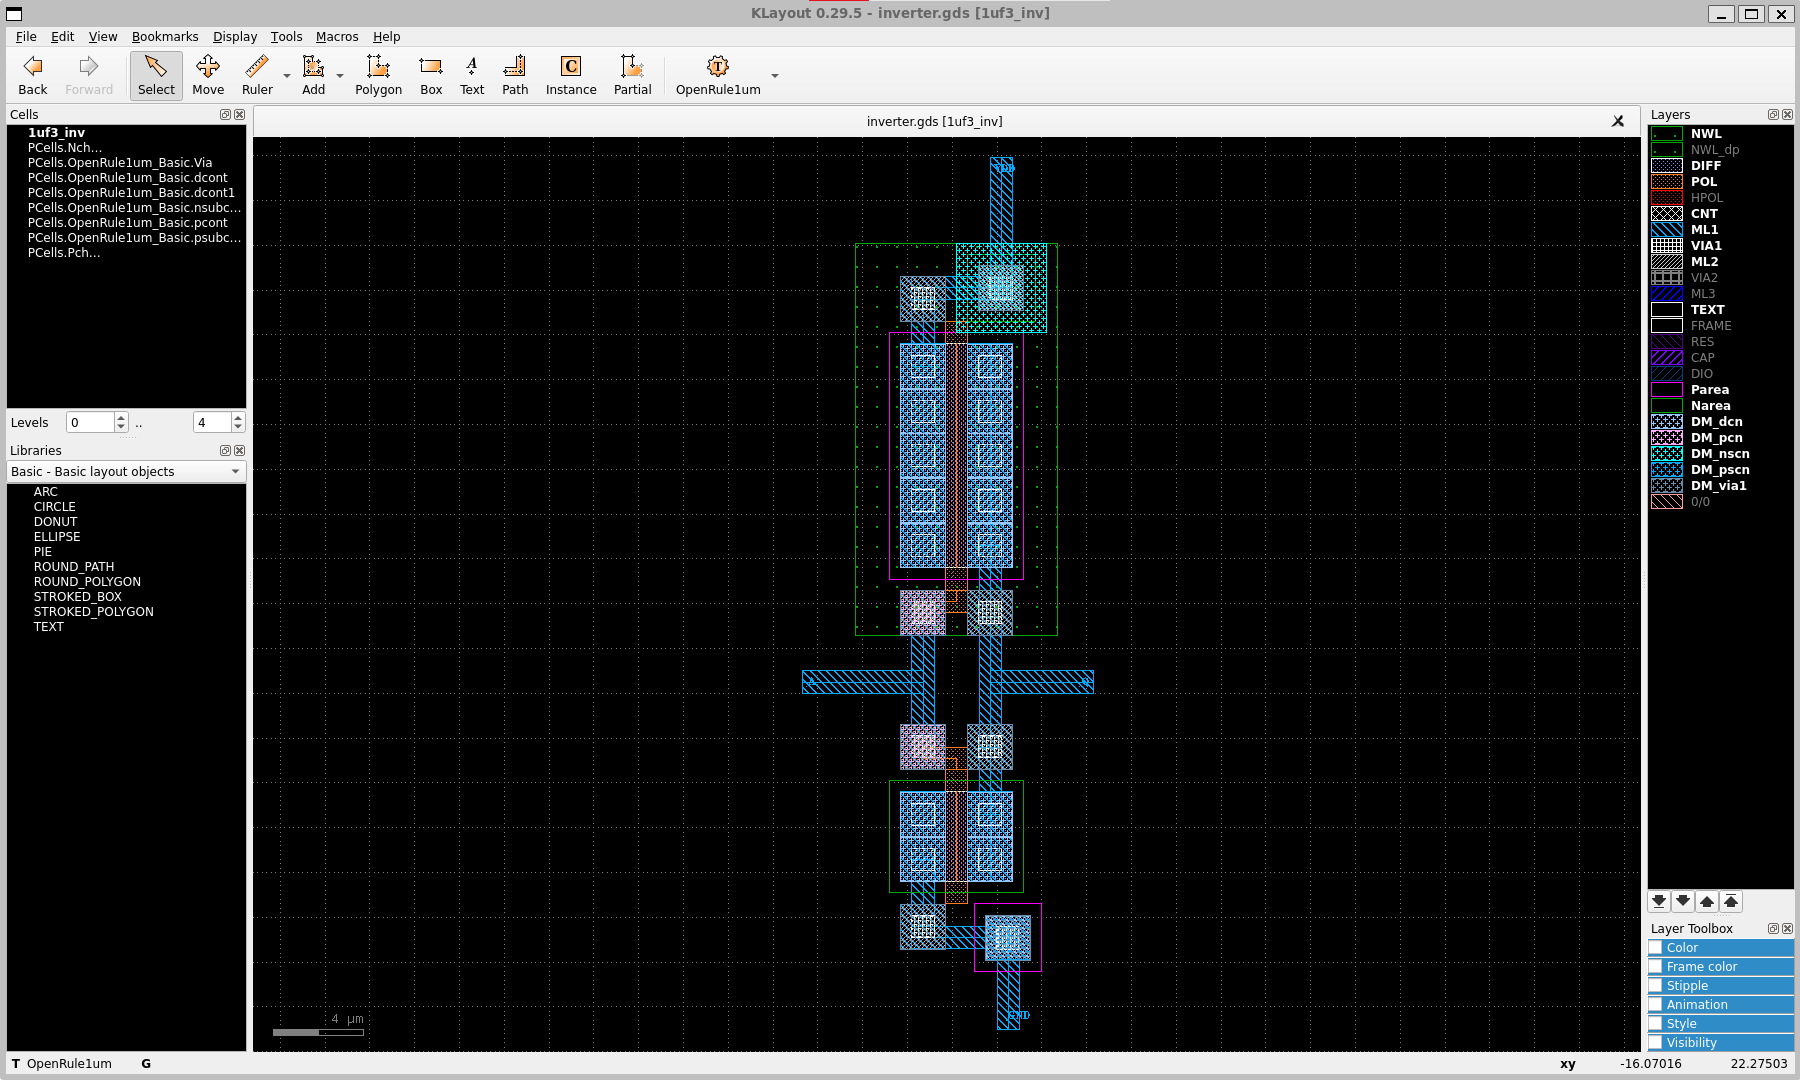 KLayout 0.29.5 - inverter.gds [1uf3_inv]
File Edit View Bookmarks Display Tools Macros Help
Back Forward Select Move Ruler Add Polygon Box Text Path Instance Partial OpenRule1um
Cells
1uf3_inv
PCells.Nch...
PCells.OpenRule1um_Basic.Via
PCells.OpenRule1um_Basic.dcont
PCells.OpenRule1um_Basic.dcont1
PCells.OpenRule1um_Basic.nsubc...
PCells.OpenRule1um_Basic.pcont
PCells.OpenRule1um_Basic.psubc...
PCells.Pch...
Levels 0 .. 4
Libraries
Basic - Basic layout objects
ARC
CIRCLE
DONUT
ELLIPSE
PIE
ROUND_PATH
ROUND_POLYGON
STROKED_BOX
STROKED_POLYGON
TEXT
inverter.gds [1uf3_inv]
A
GND
4 µm
Layers
NWL
NWL_dp
DIFF
POL
HPOL
CNT
ML1
VIA1
ML2
VIA2
ML3
TEXT
FRAME
RES
CAP
DIO
Parea
Narea
DM_dcn
DM_pcn
DM_nscn
DM_pscn
DM_via1
0/0
Layer Toolbox
Color
Frame color
Stipple
Animation
Style
Visibility
T OpenRule1um G xy -16.07016 22.27503